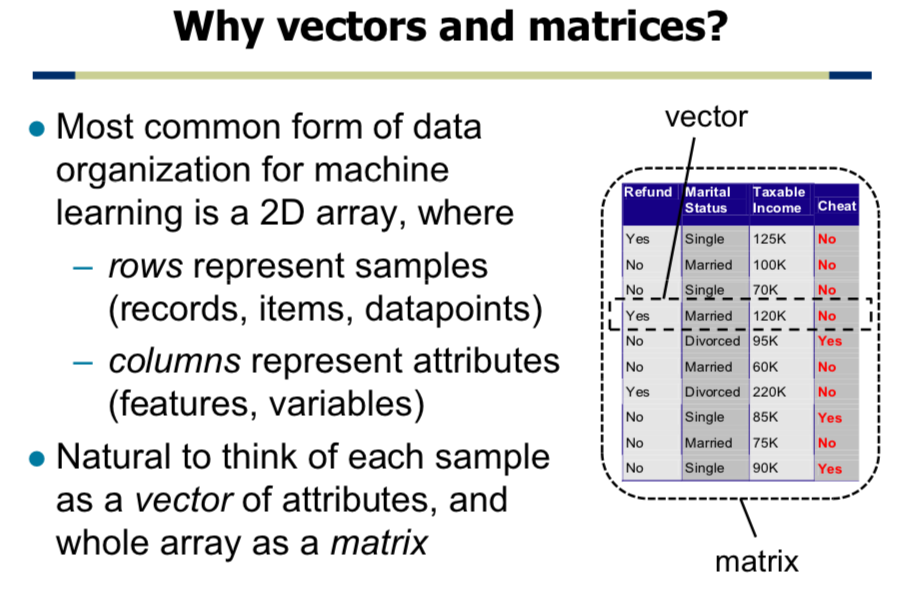 Why vectors and matrices?
● Most common form of data
organization for machine
learning is a 2D array, where
– rows represent samples
(records, items, datapoints)
– columns represent attributes
(features, variables)
● Natural to think of each sample
as a vector of attributes, and
whole array as a matrix
vector
Refund Marital Status Taxable Income Cheat
Yes Single 125K No
No Married 100K No
No Single 70K No
Yes Married 120K No
No Divorced 95K Yes
No Married 60K No
Yes Divorced 220K No
No Single 85K Yes
No Married 75K No
No Single 90K Yes
matrix